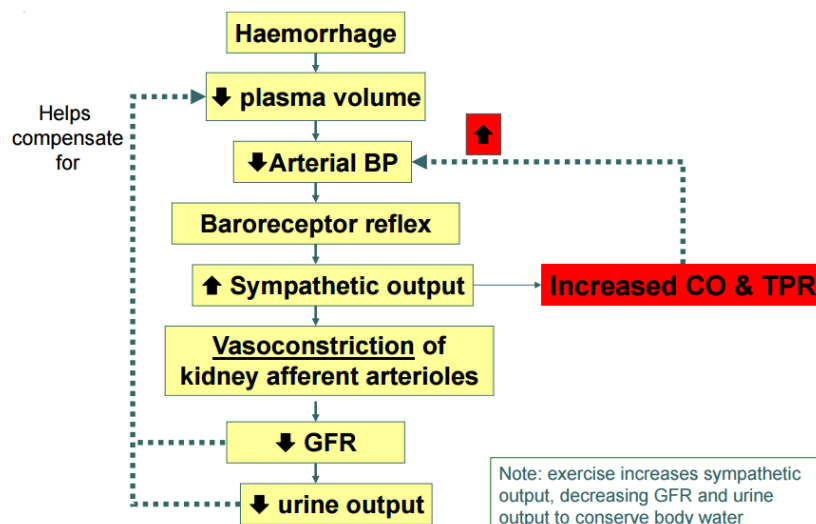 Haemorrhage
⬇ plasma volume
Helps
compensate
for
⬆
⬇Arterial BP
Baroreceptor reflex
⬆ Sympathetic output
Increased CO & TPR
Vasoconstriction of
kidney afferent arterioles
⬇ GFR
⬇ urine output
Note: exercise increases sympathetic
output, decreasing GFR and urine
output to conserve body water